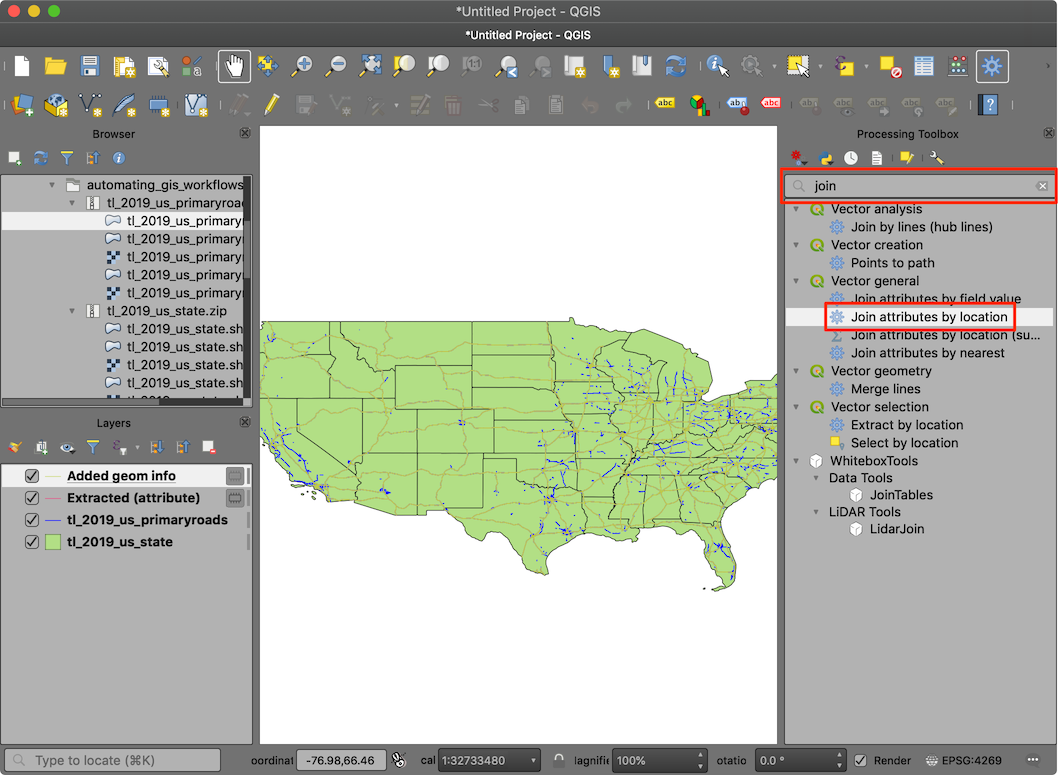 *Untitled Project - QGIS
*Untitled Project - QGIS
Browser
automating_gis_workflows
tl_2019_us_primaryroa
tl_2019_us_primary
tl_2019_us_primary
tl_2019_us_primary
tl_2019_us_primary
tl_2019_us_primary
tl_2019_us_state.zip
tl_2019_us_state.sh
tl_2019_us_state.sh
tl_2019_us_state.sh
tl_2019_us_state.sh
Layers
Added geom info
Extracted (attribute)
tl_2019_us_primaryroads
tl_2019_us_state
Processing Toolbox
join
Vector analysis
Join by lines (hub lines)
Vector creation
Points to path
Vector general
Join attributes by field value
Join attributes by location
Join attributes by location (su...
Join attributes by nearest
Vector geometry
Merge lines
Vector selection
Extract by location
Select by location
WhiteboxTools
Data Tools
JoinTables
LiDAR Tools
LidarJoin
Type to locate (⌘K)
oordinat -76.98,66.46 cal 1:32733480 lagnifie 100% otatio 0.0 ° Render EPSG:4269